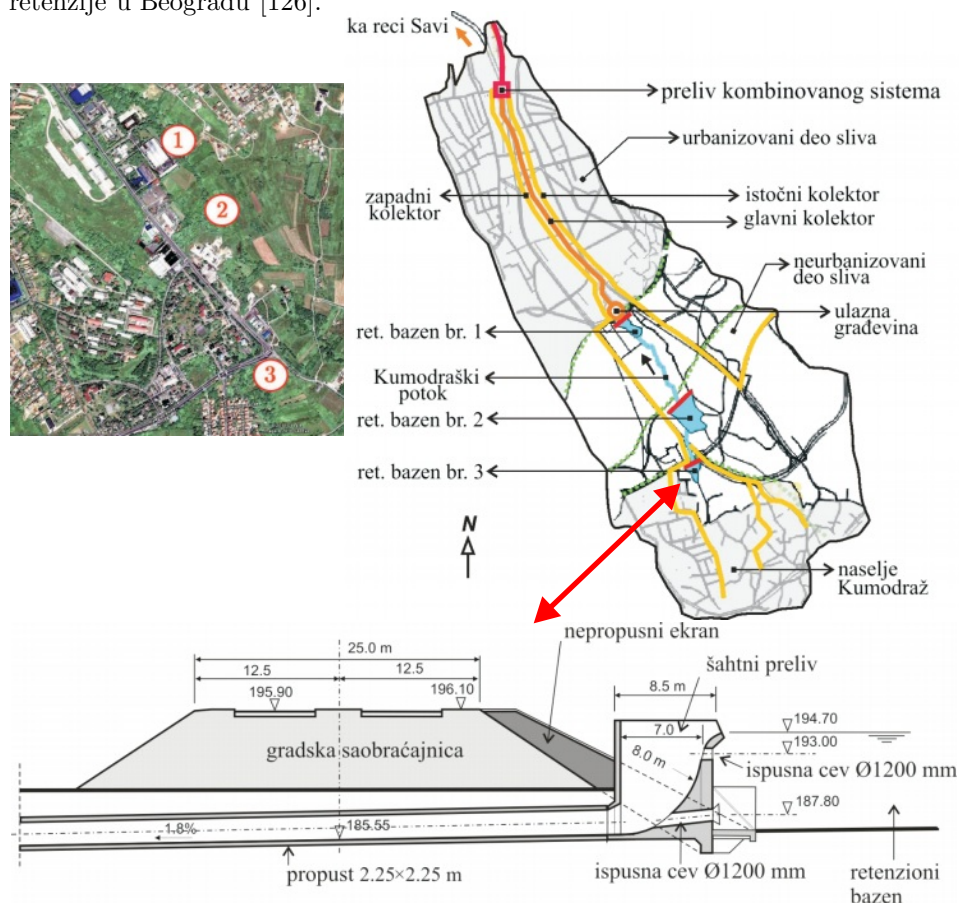 retenzije u Beogradu [126].
ka reci Savi
preliv kombinovanog sistema
urbanizovani deo sliva
zapadni
kolektor
istočni kolektor
glavni kolektor
neurbanizovani
deo sliva
ulazna
građevina
ret. bazen br. 1
Kumodraški
potok
ret. bazen br. 2
ret. bazen br. 3
N
naselje
Kumodraž
1
2
3
nepropusni ekran
25.0 m
12.5
12.5
195.90
196.10
šahtni preliv
8.5 m
7.0
8.0 m
194.70
193.00
gradska saobraćajnica
ispusna cev Ø1200 mm
187.80
1.8%
185.55
propust 2.25×2.25 m
ispusna cev Ø1200 mm
retenzioni
bazen